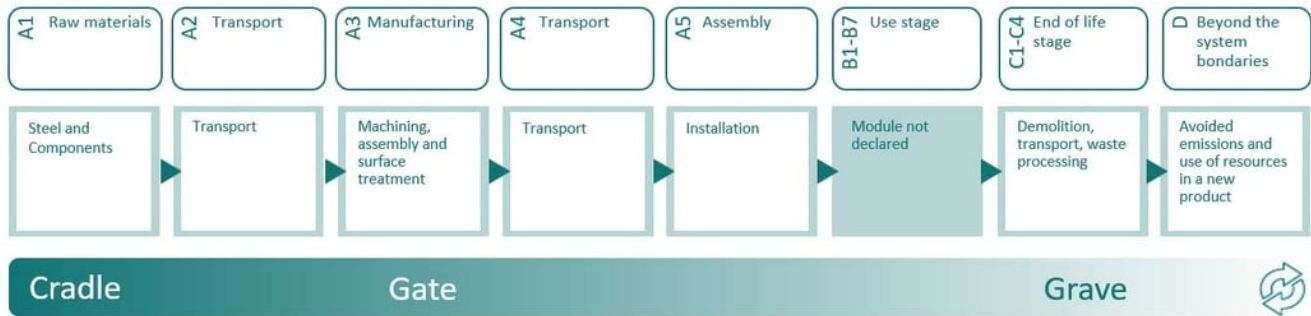 A1 Raw materials
A2 Transport
A3 Manufacturing
A4 Transport
A5 Assembly
B1-B7 Use stage
C1-C4 End of life
stage
D Beyond the
system
bondaries
Steel and
Components
Transport
Machining,
assembly and
surface
treatment
Transport
Installation
Module not
declared
Demolition,
transport, waste
processing
Avoided
emissions and
use of resources
in a new
product
Cradle
Gate
Grave